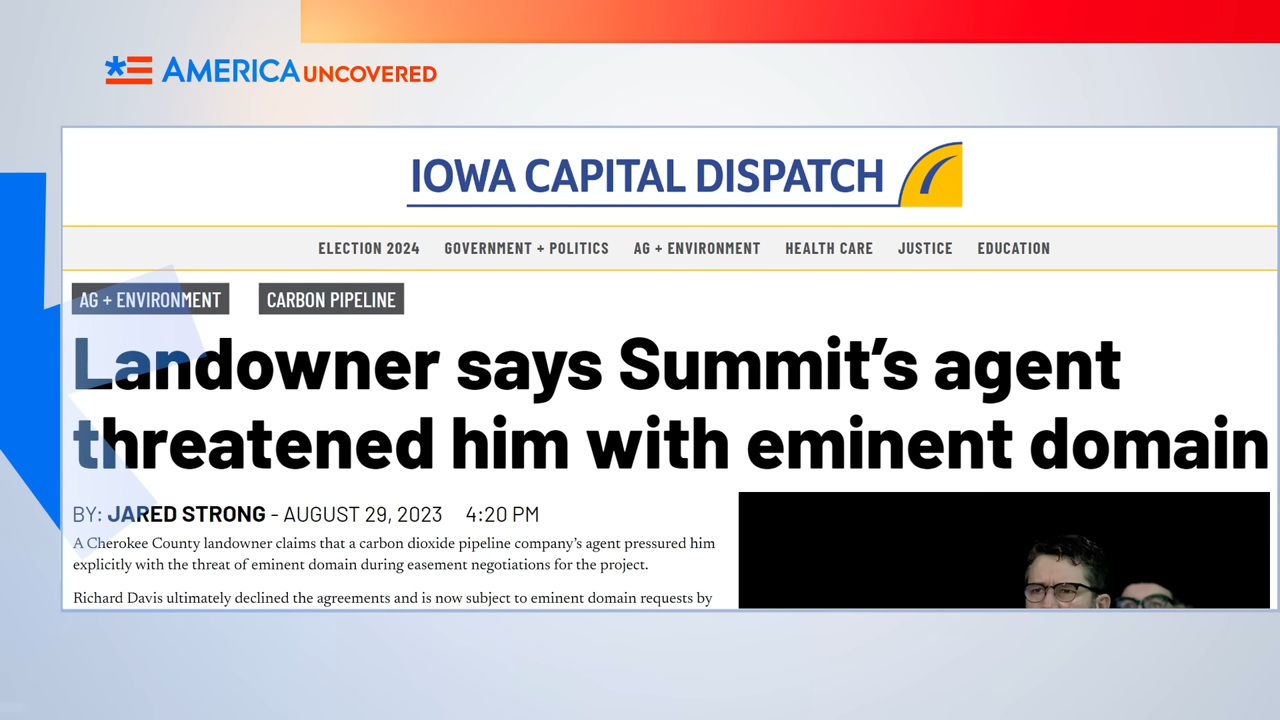 AMERICA UNCOVERED
IOWA CAPITAL DISPATCH
ELECTION 2024 GOVERNMENT + POLITICS AG + ENVIRONMENT HEALTH CARE JUSTICE EDUCATION
AG + ENVIRONMENT CARBON PIPELINE
Landowner says Summit’s agent
threatened him with eminent domain
BY: JARED STRONG - AUGUST 29, 2023 4:20 PM
A Cherokee County landowner claims that a carbon dioxide pipeline company’s agent pressured him
explicitly with the threat of eminent domain during easement negotiations for the project.
Richard Davis ultimately declined the agreements and is now subject to eminent domain requests by